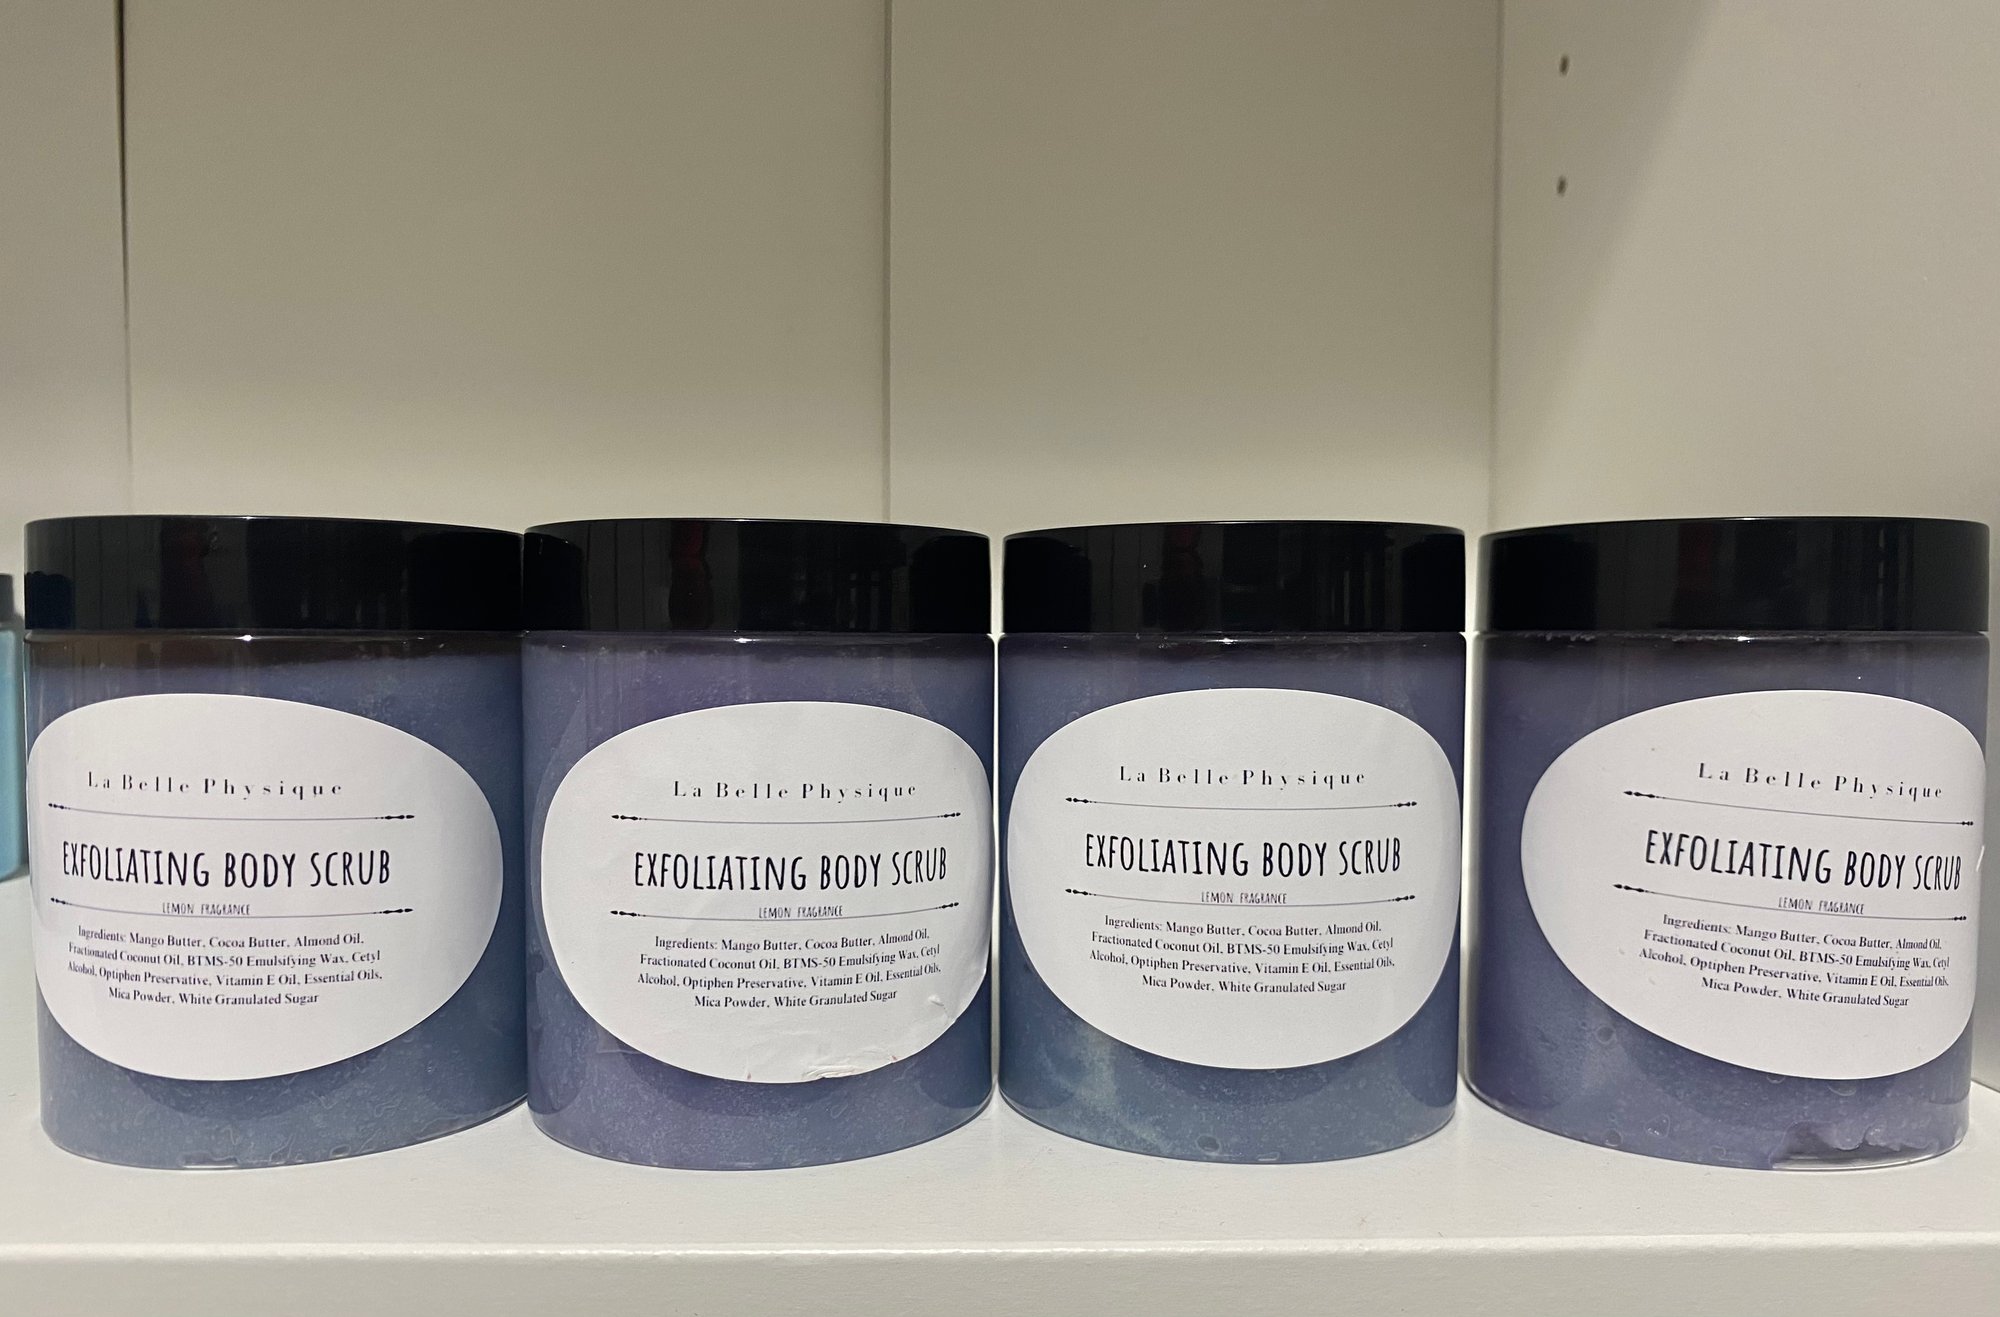 La Belle Physique
EXFOLIATING BODY SCRUB
LEMON FRAGRANCE
Ingredients: Mango Butter, Cocoa Butter, Almond Oil,
Fractionated Coconut Oil, BTMS-50 Emulsifying Wax, Cetyl
Alcohol, Optiphen Preservative, Vitamin E Oil, Essential Oils,
Mica Powder, White Granulated Sugar
La Belle Physique
EXFOLIATING BODY SCRUB
LEMON FRAGRANCE
Ingredients: Mango Butter, Cocoa Butter, Almond Oil,
Fractionated Coconut Oil, BTMS-50 Emulsifying Wax, Cetyl
Alcohol, Optiphen Preservative, Vitamin E Oil, Essential Oils,
Mica Powder, White Granulated Sugar
La Belle Physique
EXFOLIATING BODY SCRUB
LEMON FRAGRANCE
Ingredients: Mango Butter, Cocoa Butter, Almond Oil,
Fractionated Coconut Oil, BTMS-50 Emulsifying Wax, Cetyl
Alcohol, Optiphen Preservative, Vitamin E Oil, Essential Oils,
Mica Powder, White Granulated Sugar
La Belle Physique
EXFOLIATING BODY SCRUB
LEMON FRAGRANCE
Ingredients: Mango Butter, Cocoa Butter, Almond Oil,
Fractionated Coconut Oil, BTMS-50 Emulsifying Wax, Cetyl
Alcohol, Optiphen Preservative, Vitamin E Oil, Essential Oils,
Mica Powder, White Granulated Sugar